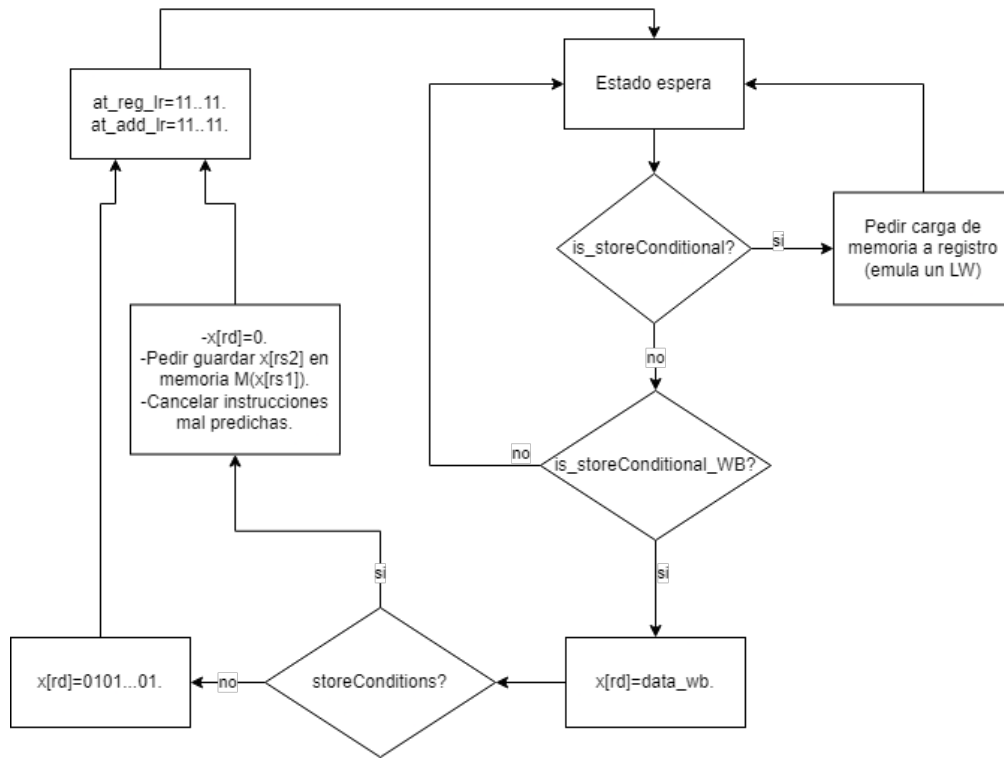 at_reg_lr=11..11.
at_add_lr=11..11.
Estado espera
is_storeConditional?
si
Pedir carga de
memoria a registro
(emula un LW)
-x[rd]=0.
-Pedir guardar x[rs2] en
memoria M(x[rs1]).
-Cancelar instrucciones
mal predichas.
no
is_storeConditional_WB?
no
si
si
x[rd]=0101...01.
no
storeConditions?
x[rd]=data_wb.